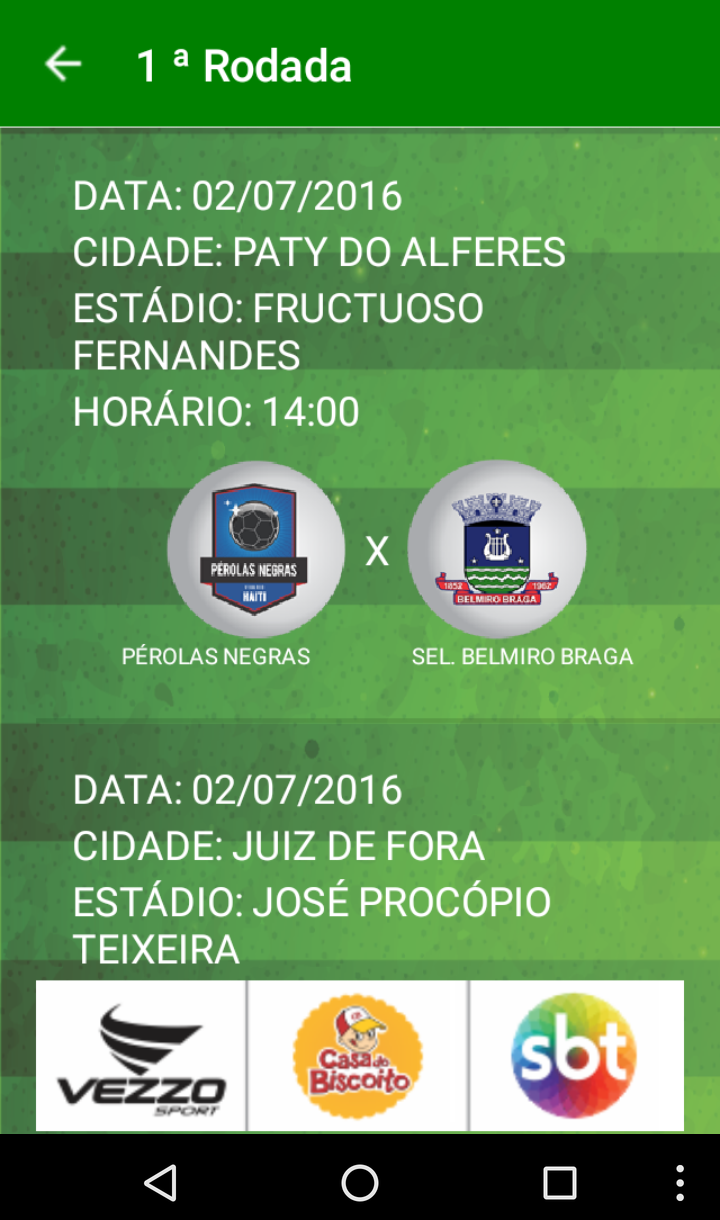 1 ª Rodada
DATA: 02/07/2016
CIDADE: PATY DO ALFERES
ESTÁDIO: FRUCTUOSO
FERNANDES
HORÁRIO: 14:00
PÉROLAS NEGRAS
HAITI
X
1852 1962
BELMIRO BRAGA
PÉROLAS NEGRAS
SEL. BELMIRO BRAGA
DATA: 02/07/2016
CIDADE: JUIZ DE FORA
ESTÁDIO: JOSÉ PROCÓPIO
TEIXEIRA
VEZZO
SPORT
Casa do
Biscoito
sbt